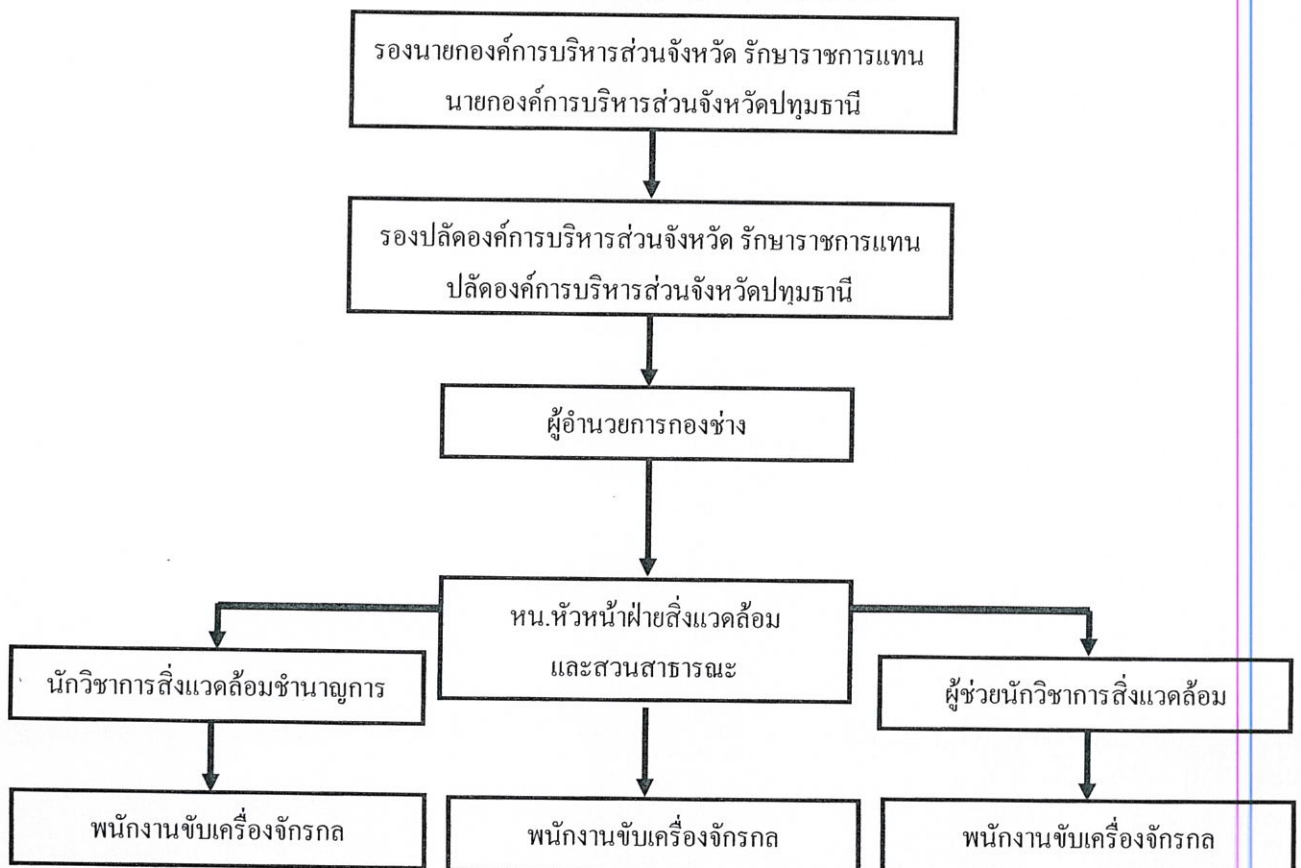 รองนายกองค์การบริหารส่วนจังหวัด รักษาราชการแทน
นายกองค์การบริหารส่วนจังหวัดปทุมธานี
รองปลัดองค์การบริหารส่วนจังหวัด รักษาราชการแทน
ปลัดองค์การบริหารส่วนจังหวัดปทุมธานี
ผู้อำนวยการกองช่าง
หน.หัวหน้าฝ่ายสิ่งแวดล้อม
และสวนสาธารณะ
นักวิชาการสิ่งแวดล้อมชำนาญการ
ผู้ช่วยนักวิชาการสิ่งแวดล้อม
พนักงานขับเครื่องจักรกล
พนักงานขับเครื่องจักรกล
พนักงานขับเครื่องจักรกล